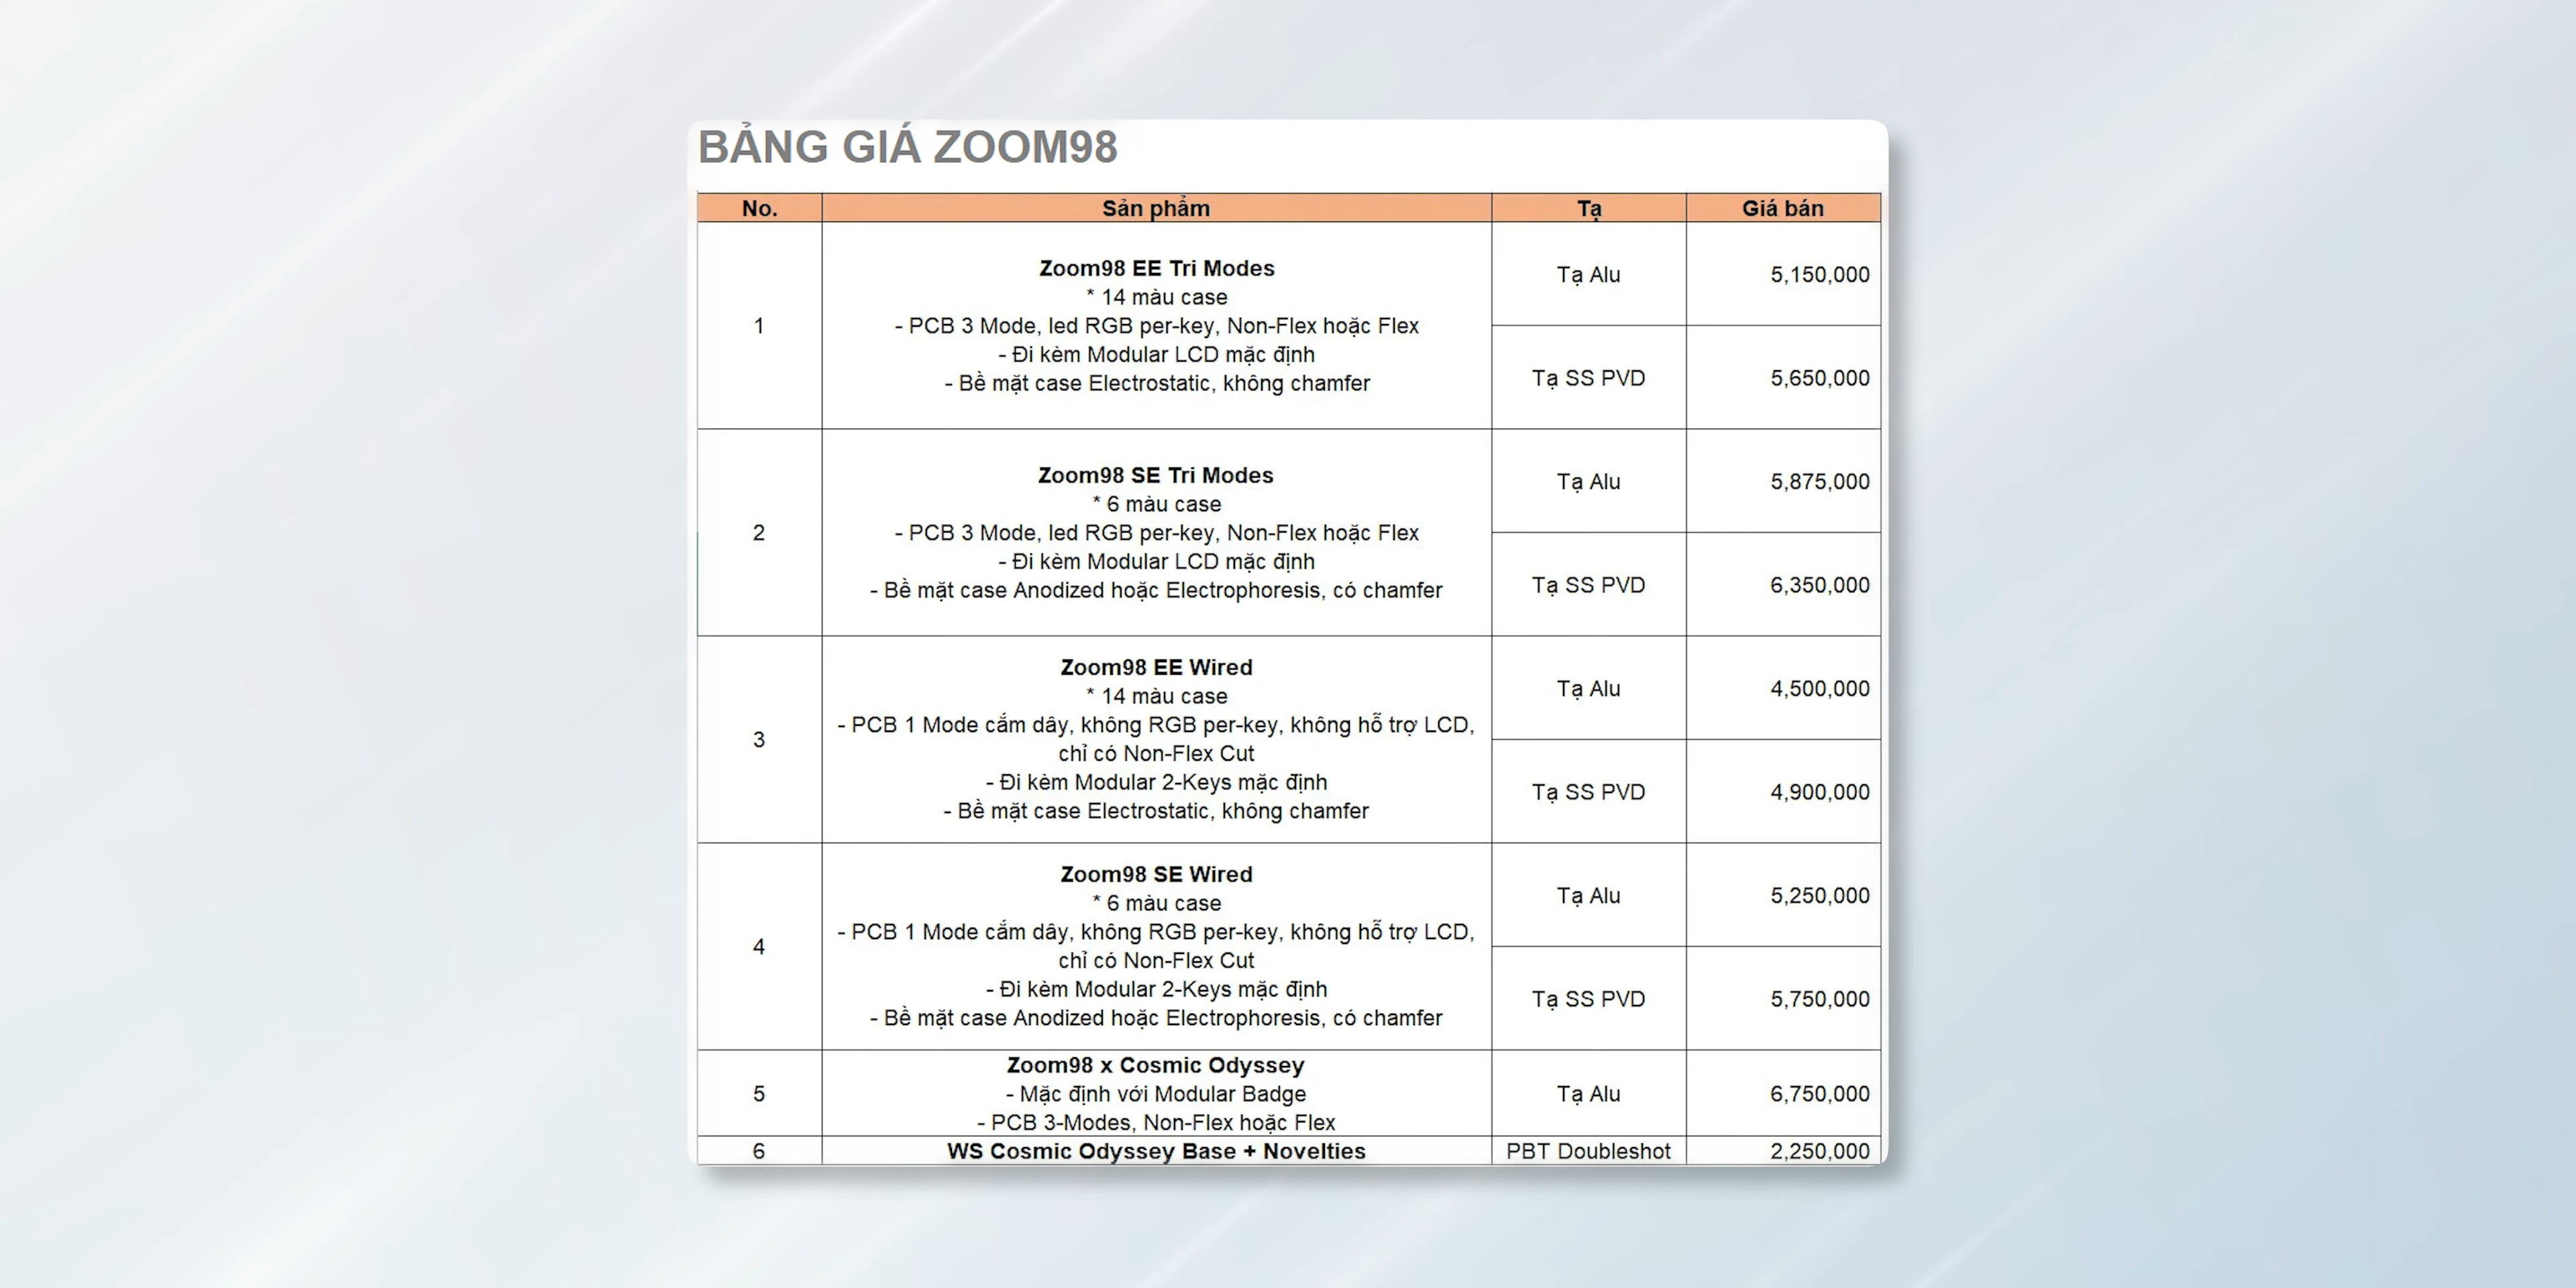 BẢNG GIÁ ZOOM98
No. Sản phẩm Tạ Giá bán
1
Zoom98 EE Tri Modes
* 14 màu case
- PCB 3 Mode, led RGB per-key, Non-Flex hoặc Flex
- Đi kèm Modular LCD mặc định
- Bề mặt case Electrostatic, không chamfer
Tạ Alu 5,150,000
Tạ SS PVD 5,650,000
2
Zoom98 SE Tri Modes
* 6 màu case
- PCB 3 Mode, led RGB per-key, Non-Flex hoặc Flex
- Đi kèm Modular LCD mặc định
- Bề mặt case Anodized hoặc Electrophoresis, có chamfer
Tạ Alu 5,875,000
Tạ SS PVD 6,350,000
3
Zoom98 EE Wired
* 14 màu case
- PCB 1 Mode cắm dây, không RGB per-key, không hỗ trợ LCD,
chỉ có Non-Flex Cut
- Đi kèm Modular 2-Keys mặc định
- Bề mặt case Electrostatic, không chamfer
Tạ Alu 4,500,000
Tạ SS PVD 4,900,000
4
Zoom98 SE Wired
* 6 màu case
- PCB 1 Mode cắm dây, không RGB per-key, không hỗ trợ LCD,
chỉ có Non-Flex Cut
- Đi kèm Modular 2-Keys mặc định
- Bề mặt case Anodized hoặc Electrophoresis, có chamfer
Tạ Alu 5,250,000
Tạ SS PVD 5,750,000
5
Zoom98 x Cosmic Odyssey
- Mặc định với Modular Badge
- PCB 3-Modes, Non-Flex hoặc Flex
Tạ Alu 6,750,000
6 WS Cosmic Odyssey Base + Novelties PBT Doubleshot 2,250,000